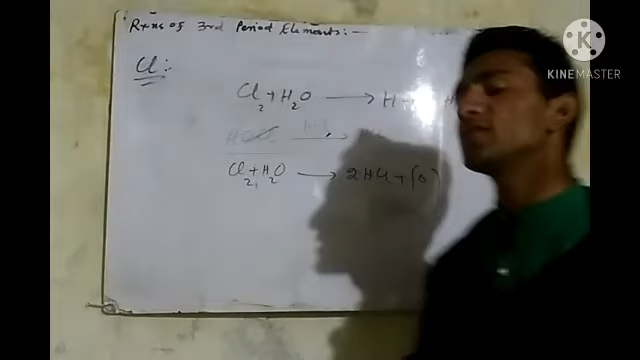 Rxns of 3rd Period Elements:—
Cl:
Cl2 + H2O → H
KINEMASTER
Cl2 + H2O → 2HCl + [O]